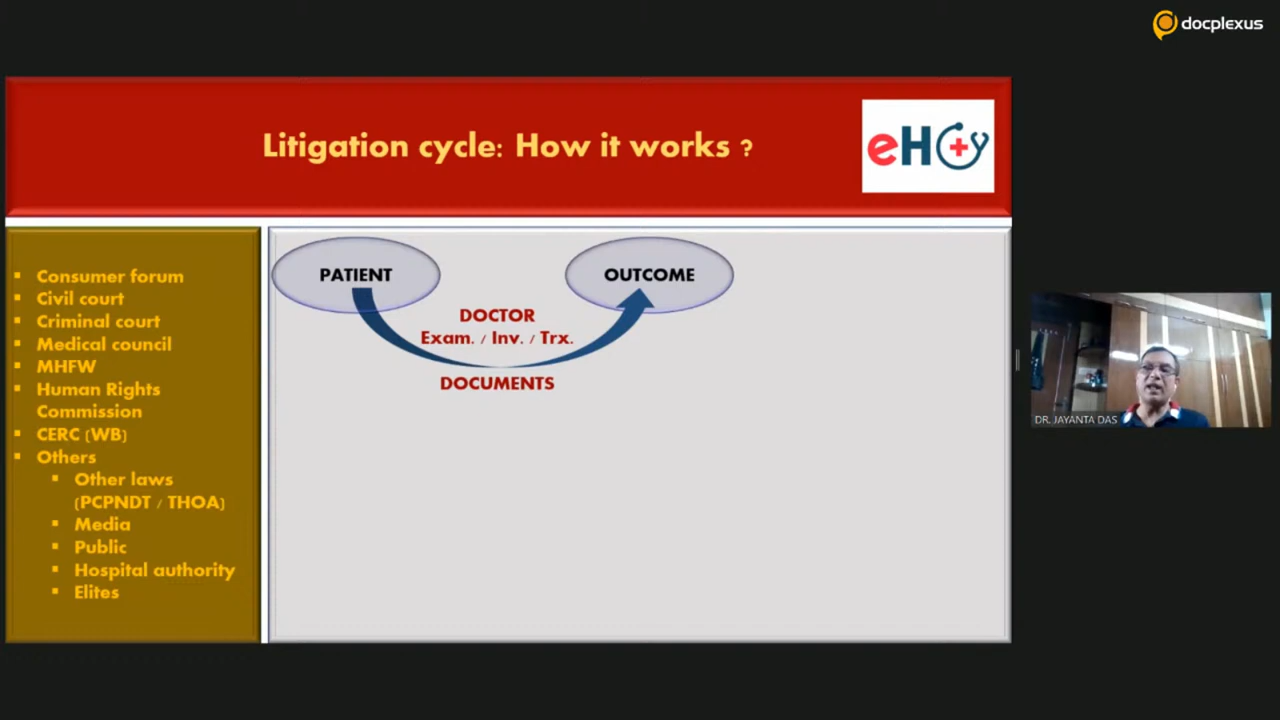 docplexus
Litigation cycle: How it works ?
eH
Consumer forum
Civil court
Criminal court
Medical council
MHFW
Human Rights
Commission
CERC (WB)
Others
Other laws
(PCPNDT / THOA)
Media
Public
Hospital authority
Elites
PATIENT
OUTCOME
DOCTOR
Exam. / Inv. / Trx.
DOCUMENTS
DR. JAYANTA DAS